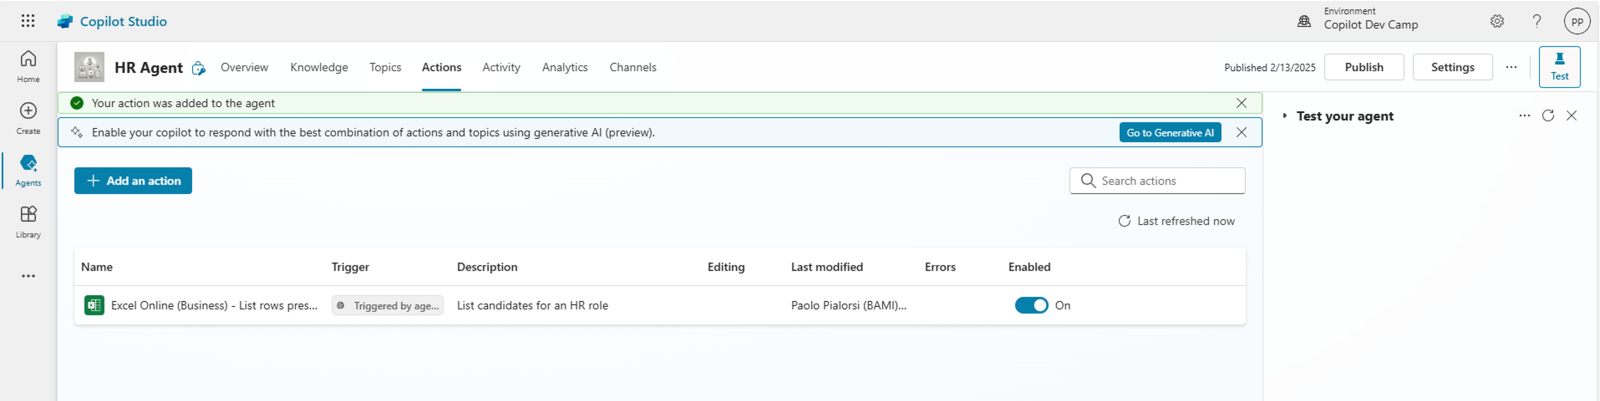 Copilot Studio
Environment
Copilot Dev Camp
PP
Home
Create
Agents
Library
HR Agent
Overview
Knowledge
Topics
Actions
Activity
Analytics
Channels
Published 2/13/2025
Publish
Settings
Test
Your action was added to the agent
Enable your copilot to respond with the best combination of actions and topics using generative AI (preview).
Go to Generative AI
Test your agent
Add an action
Search actions
Last refreshed now
Name Trigger Description Editing Last modified Errors Enabled
Excel Online (Business) - List rows pres... Triggered by age... List candidates for an HR role Paolo Pialorsi (BAMI)... On